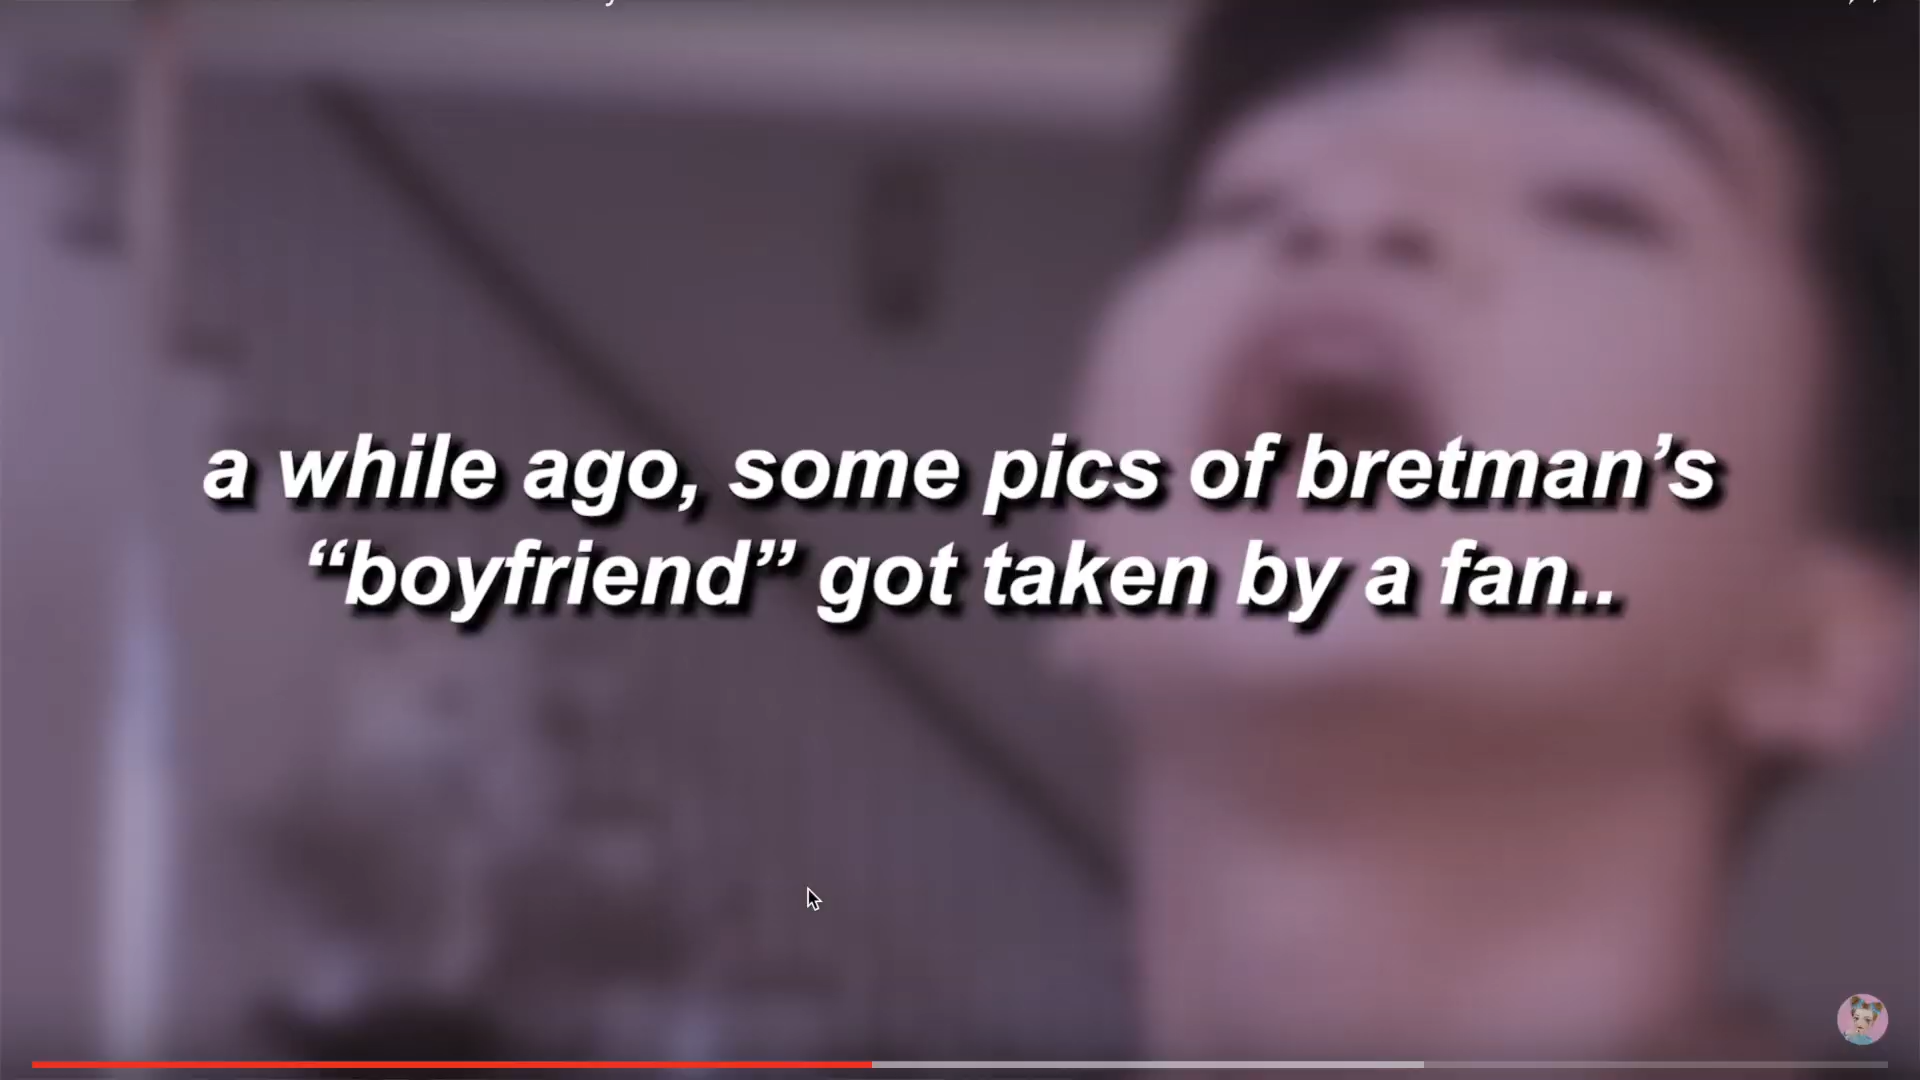 a while ago, some pics of bretman’s
“boyfriend” got taken by a fan..